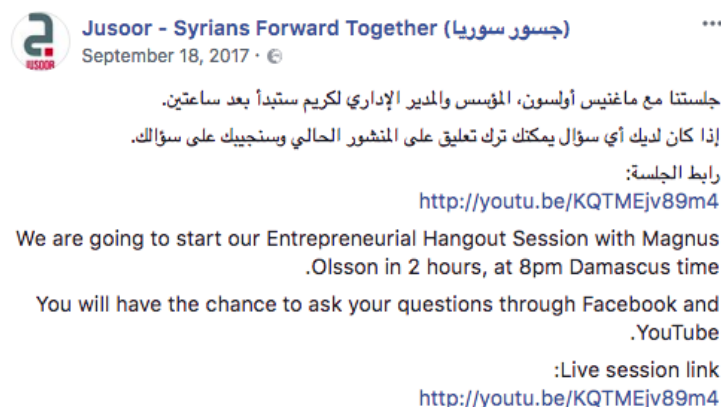 JUSOOR
Jusoor - Syrians Forward Together (جسور سوريا)
September 18, 2017 ·
جلستنا مع ماغنيس أولسون، المؤسس والمدير الإداري لكريم ستبدأ بعد ساعتين.
إذا كان لديك أي سؤال يمكنك ترك تعليق على المنشور الحالي وسنجيبك على سؤالك.
رابط الجلسة:
http://youtu.be/KQTMEjv89m4
We are going to start our Entrepreneurial Hangout Session with Magnus
.Olsson in 2 hours, at 8pm Damascus time
You will have the chance to ask your questions through Facebook and
.YouTube
:Live session link
http://youtu.be/KQTMEjv89m4